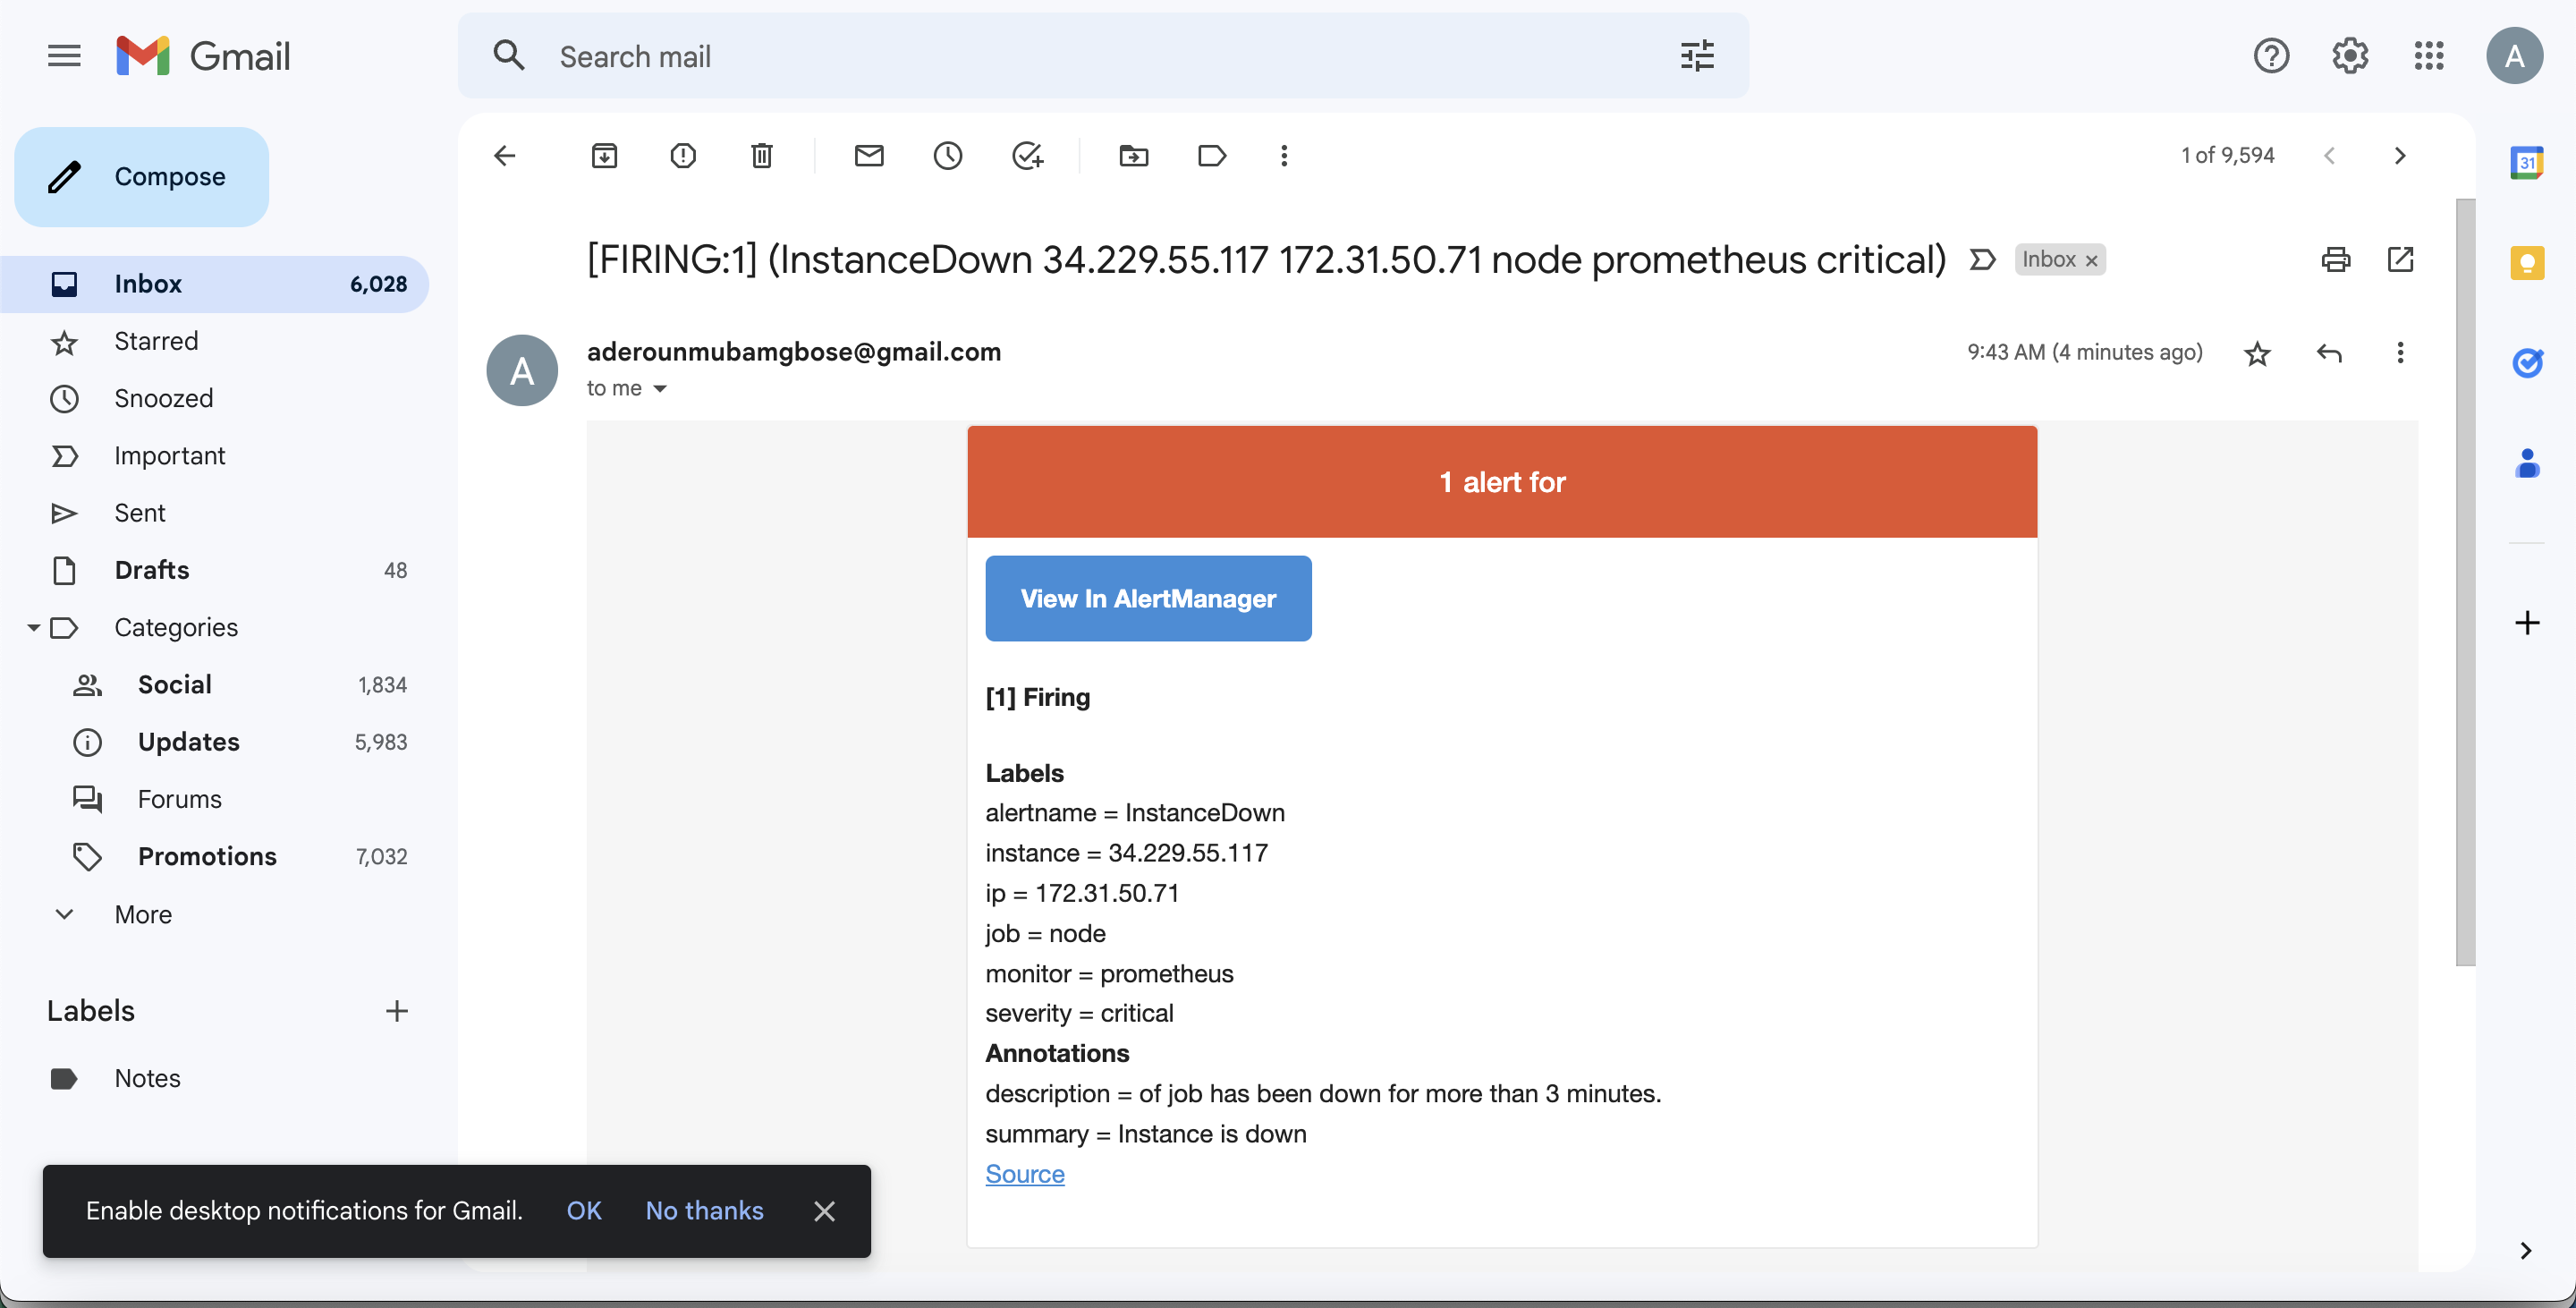 Gmail
Search mail
A
Compose
Inbox 6,028
Starred
Snoozed
Important
Sent
Drafts 48
Categories
Social 1,834
Updates 5,983
Forums
Promotions 7,032
More
Labels
Notes
1 of 9,594
[FIRING:1] (InstanceDown 34.229.55.117 172.31.50.71 node prometheus critical) Inbox ×
A
aderounmubamgbose@gmail.com 9:43 AM (4 minutes ago)
to me
1 alert for
View In AlertManager
[1] Firing
Labels
alertname = InstanceDown
instance = 34.229.55.117
ip = 172.31.50.71
job = node
monitor = prometheus
severity = critical
Annotations
description = of job has been down for more than 3 minutes.
summary = Instance is down
Source
Enable desktop notifications for Gmail. OK No thanks
31